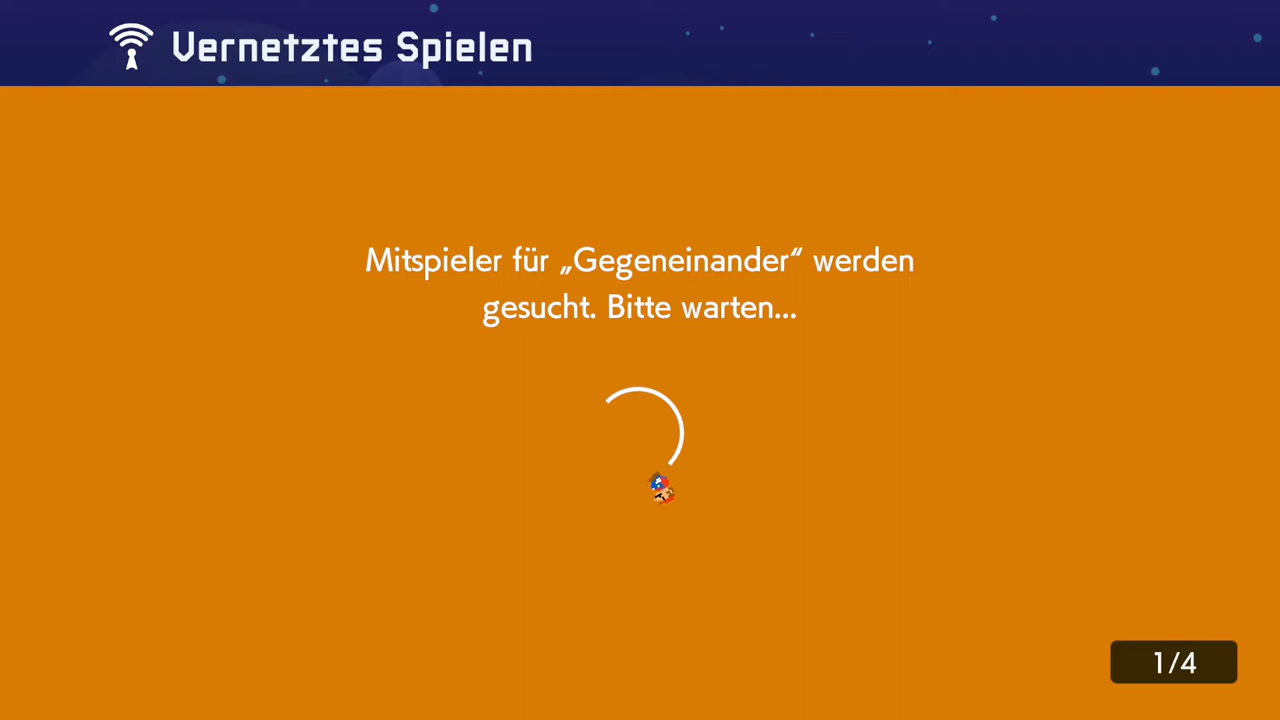 Vernetztes Spielen
Mitspieler für „Gegeneinander“ werden
gesucht. Bitte warten...
1/4